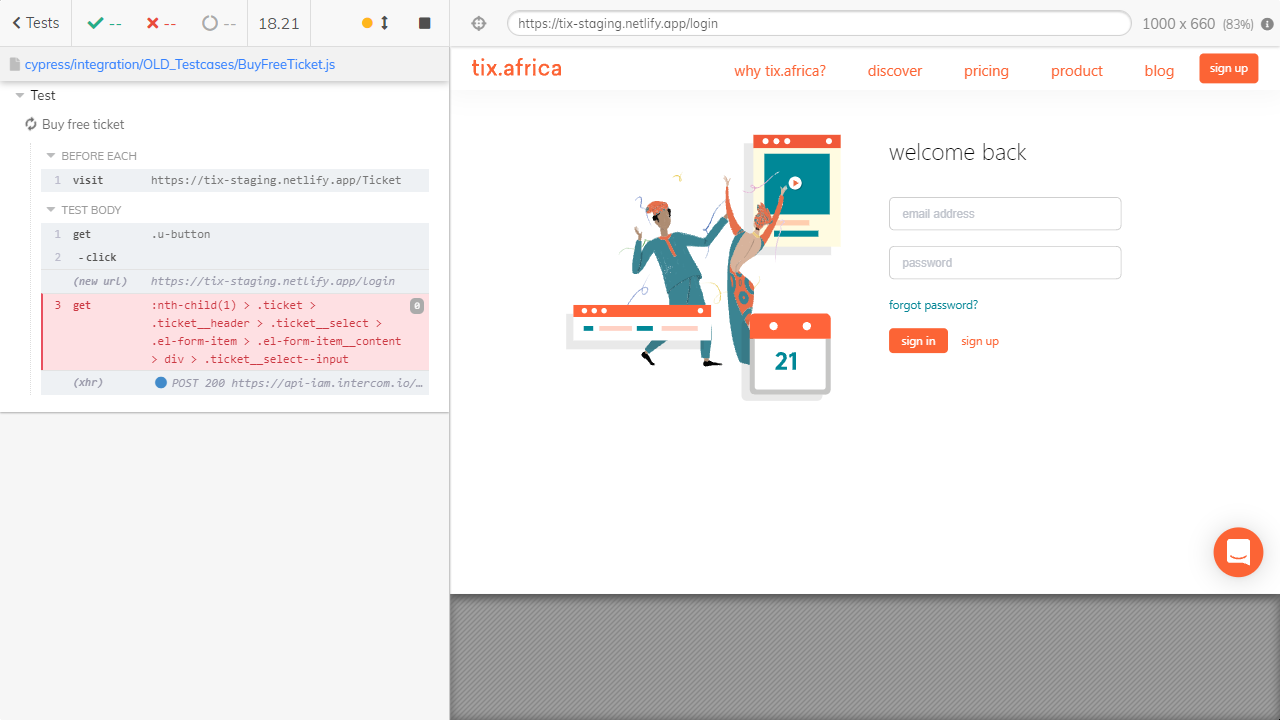 Tests
--
--
--
18.21
https://tix-staging.netlify.app/login
1000 x 660 (83%)
cypress/integration/OLD_Testcases/BuyFreeTicket.js
Test
Buy free ticket
BEFORE EACH
1 visit https://tix-staging.netlify.app/Ticket
TEST BODY
1 get .u-button
2 -click
(new url) https://tix-staging.netlify.app/login
3 get :nth-child(1) > .ticket > 0
.ticket__header > .ticket__select >
.el-form-item > .el-form-item__content
> div > .ticket__select--input
(xhr) POST 200 https://api-iam.intercom.io/…
tix.africa
why tix.africa? discover pricing product blog sign up
21
welcome back
email address
password
forgot password?
sign in sign up